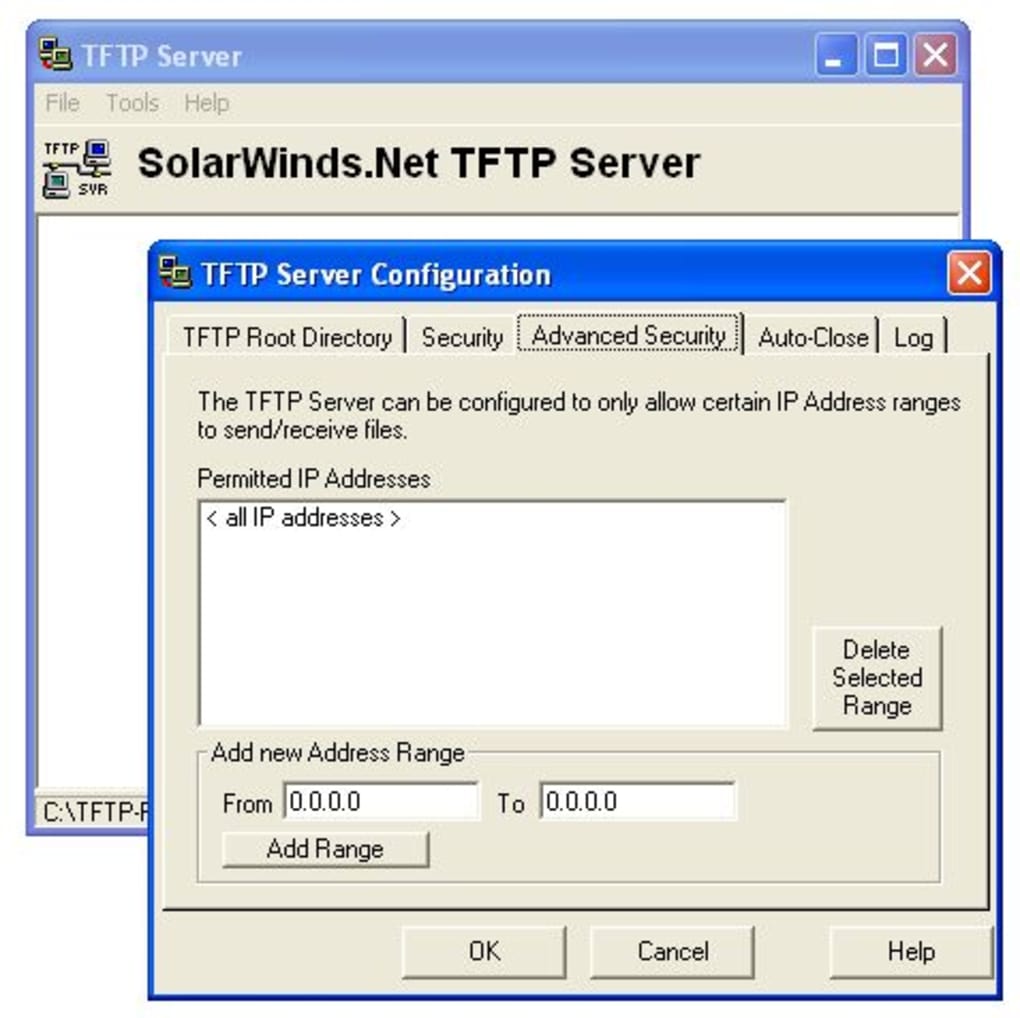 TFTP Server
File Tools Help
TFTP
SVR
SolarWinds.Net TFTP Server
TFTP Server Configuration
TFTP Root Directory Security Advanced Security Auto-Close Log
The TFTP Server can be configured to only allow certain IP Address ranges
to send/receive files.
Permitted IP Addresses
< all IP addresses >
Delete
Selected
Range
Add new Address Range
From 0.0.0.0 To 0.0.0.0
Add Range
C:\TFTP-
OK Cancel Help